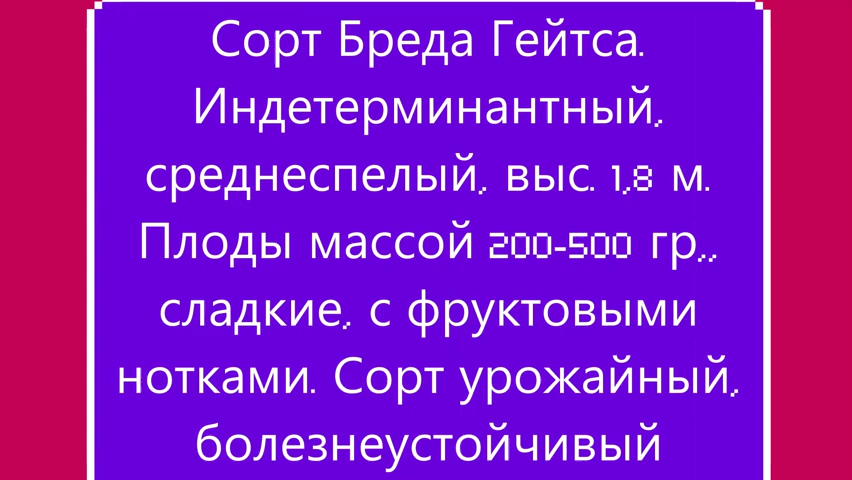 Сорт Бреда Гейтса.
Индетерминантный,
среднеспелый, выс. 1,8 м.
Плоды массой 200-500 гр.,
сладкие, с фруктовыми
нотками. Сорт урожайный,
болезнеустойчивый